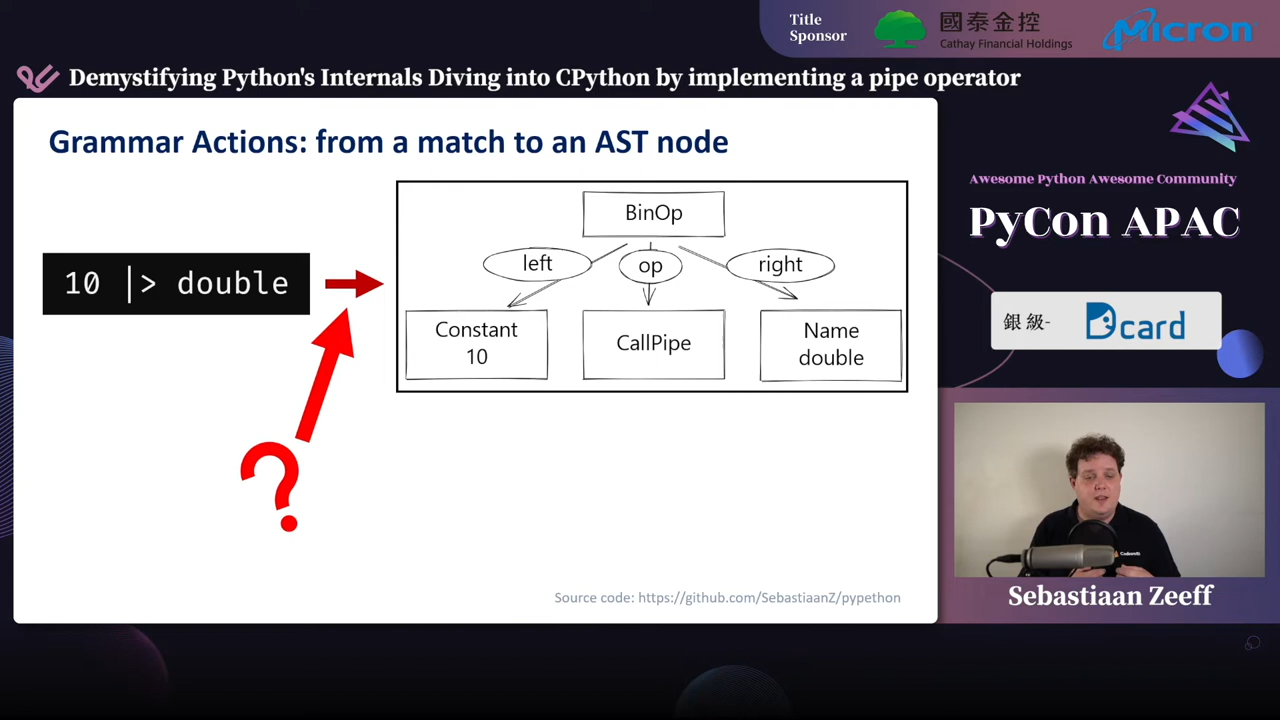 Title
Sponsor
國泰金控
Cathay Financial Holdings
Micron
Demystifying Python's Internals Diving into CPython by implementing a pipe operator
Grammar Actions: from a match to an AST node
10 |> double
BinOp
left
op
right
Constant
10
CallPipe
Name
double
?
Source code: https://github.com/SebastiaanZ/pypethon
Awesome Python Awesome Community
PyCon APAC
銀級-
Dcard
Sebastiaan Zeeff